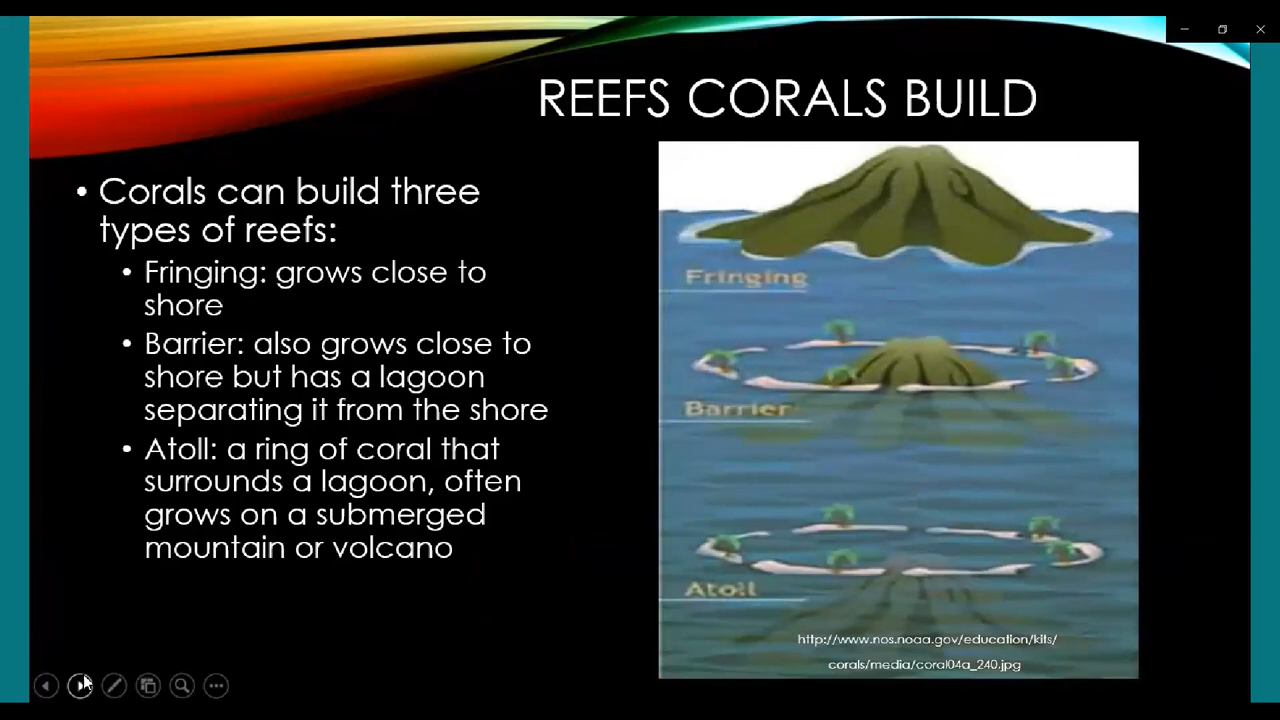 REEFS CORALS BUILD
• Corals can build three
types of reefs:
• Fringing: grows close to
shore
• Barrier: also grows close to
shore but has a lagoon
separating it from the shore
• Atoll: a ring of coral that
surrounds a lagoon, often
grows on a submerged
mountain or volcano
Fringing
Barrier
Atoll
http://www.nos.noaa.gov/education/kits/
corals/media/coral04a_240.jpg